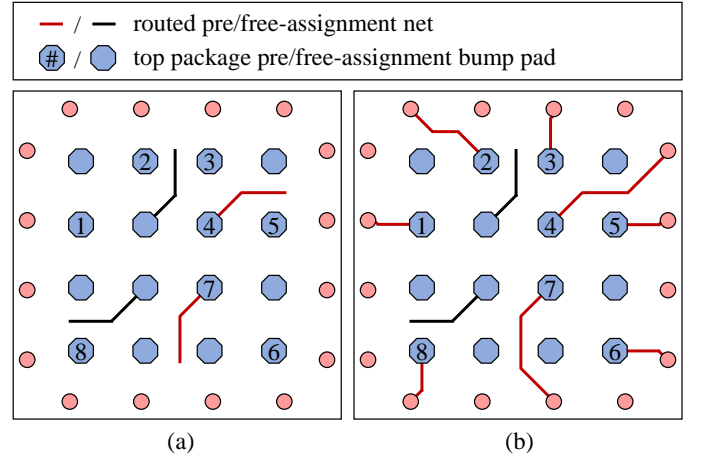 / routed pre/free-assignment net
# / top package pre/free-assignment bump pad
2 3
1 4 5
7
8 6
2 3
1 4 5
7
8 6
(a) (b)